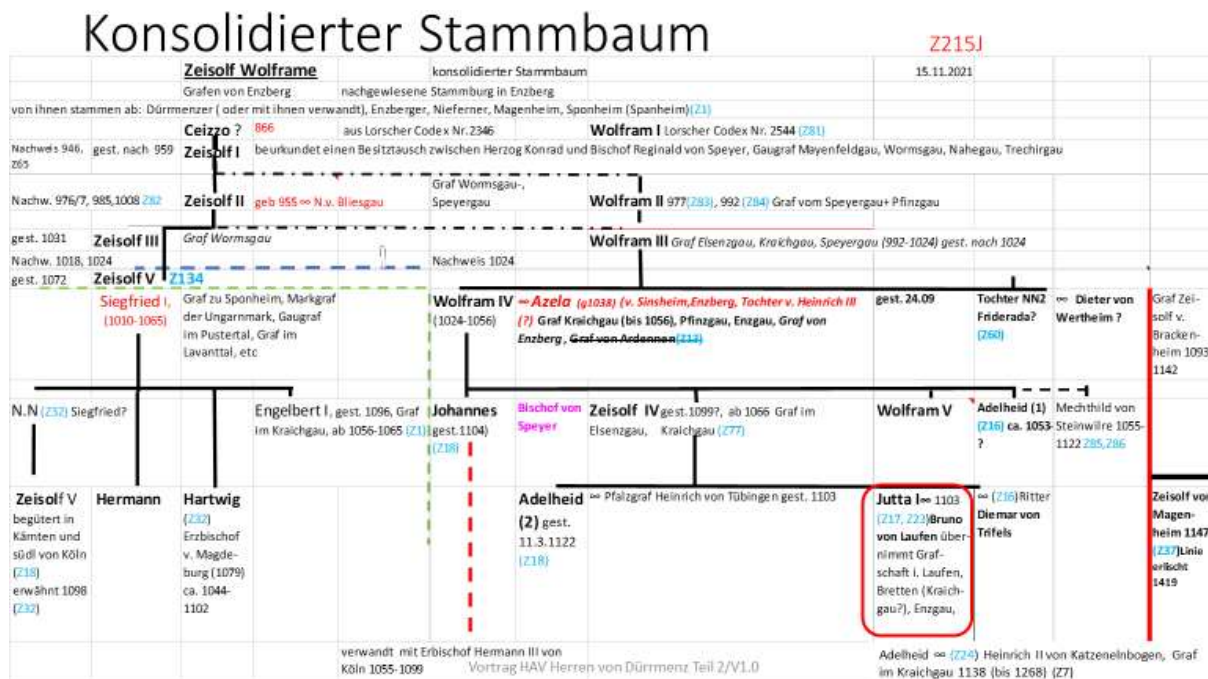 Konsolidierter Stammbaum
Z215J
Zeisolf Wolframe konsolidierter Stammbaum 15.11.2021
Grafen von Enzberg nachgewiesene Stammburg in Enzberg
von ihnen stammen ab: Dürrmenzer ( oder mit ihnen verwandt), Enzberger, Nieferner, Magenheim, Sponheim (Spanheim)(Z1)
Ceizzo ? 866 aus Lorscher Codex Nr.2346 Wolfram I Lorscher Codex Nr. 2544 (Z81)
Nachweis 946,
Z65
gest. nach 959
Zeisolf I beurkundet einen Besitztausch zwischen Herzog Konrad und Bischof Reginald von Speyer, Gaugraf Mayenfeldgau, Wormsgau, Nahegau, Trechirgau
Nachw. 976/7, 985,1008 Z82
Zeisolf II geb 955 ∞ N.v. Bliesgau
Graf Wormsgau-,
Speyergau
Wolfram II 977(Z83), 992 (Z84) Graf vom Speyergau+ Pfinzgau
gest. 1031 Zeisolf III Graf Wormsgau
Wolfram III Graf Elsenzgau, Kraichgau, Speyergau (992-1024) gest. nach 1024
Nachw. 1018, 1024
Nachweis 1024
gest. 1072 Zeisolf V Z134
Siegfried I,
(1010-1065)
Graf zu Sponheim, Markgraf
der Ungarnmark, Gaugraf
im Pustertal, Graf im
Lavanttal, etc
Wolfram IV
(1024-1056)
∞ Azela (g1038) (v. Sinsheim,Enzberg, Tochter v. Heinrich III
(?) Graf Kraichgau (bis 1056), Pfinzgau, Enzgau, Graf von
Enzberg , Graf von Ardennen(Z13)
gest. 24.09
Tochter NN2
Friderada?
(Z60)
∞ Dieter von
Wertheim ?
Graf Zei-
solf v.
Bracken-
heim 1093
1142
N.N (Z32) Siegfried?
Engelbert I, gest. 1096, Graf
im Kraichgau, ab 1056-1065 (Z1)
Johannes
gest.1104)
(Z18)
Bischof von
Speyer
Zeisolf IV gest.1099?, ab 1066 Graf im
Elsenzgau, Kraichgau (Z77)
Wolfram V
Adelheid (1)
(Z16) ca. 1053-
?
Mechthild von
Steinwilre 1055-
1122 Z85,Z86
Zeisolf V
begütert in
Kärnten und
südl von Köln
(Z18)
erwähnt 1098
(Z32)
Hermann
Hartwig
(Z32)
Erzbischof
v. Magde-
burg (1079)
ca. 1044-
1102
Adelheid
(2) gest.
11.3.1122
(Z18)
∞ Pfalzgraf Heinrich von Tübingen gest. 1103
Jutta I∞ 1103
(Z17, Z23)Bruno
von Laufen über-
nimmt Graf-
schaft i. Laufen,
Bretten (Kraich-
gau?), Enzgau,
∞ (Z16)Ritter
Diemar von
Trifels
Zeisolf von
Magen-
heim 1147
(Z37)Linie
erlischt
1419
verwandt mit Erbischof Hermann III von
Köln 1055-1099
Vortrag HAV Herren von Dürrmenz Teil 2/V1.0
Adelheid ∞ (Z24) Heinrich II von Katzenelnbogen, Graf
im Kraichgau 1138 (bis 1268) (Z7)